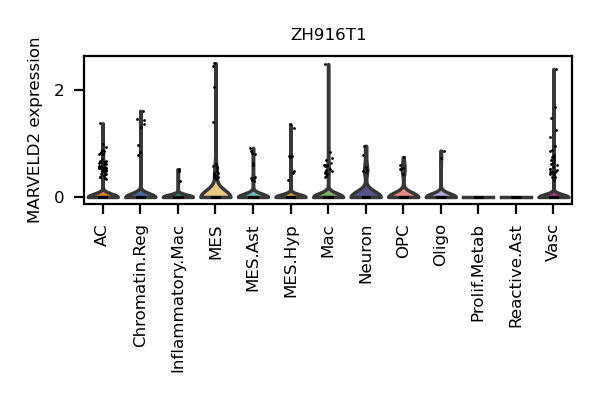 ZH916T1
MARVELD2 expression
2
0
AC
Chromatin.Reg
Inflammatory.Mac
MES
MES.Ast
MES.Hyp
Mac
Neuron
OPC
Oligo
Prolif.Metab
Reactive.Ast
Vasc